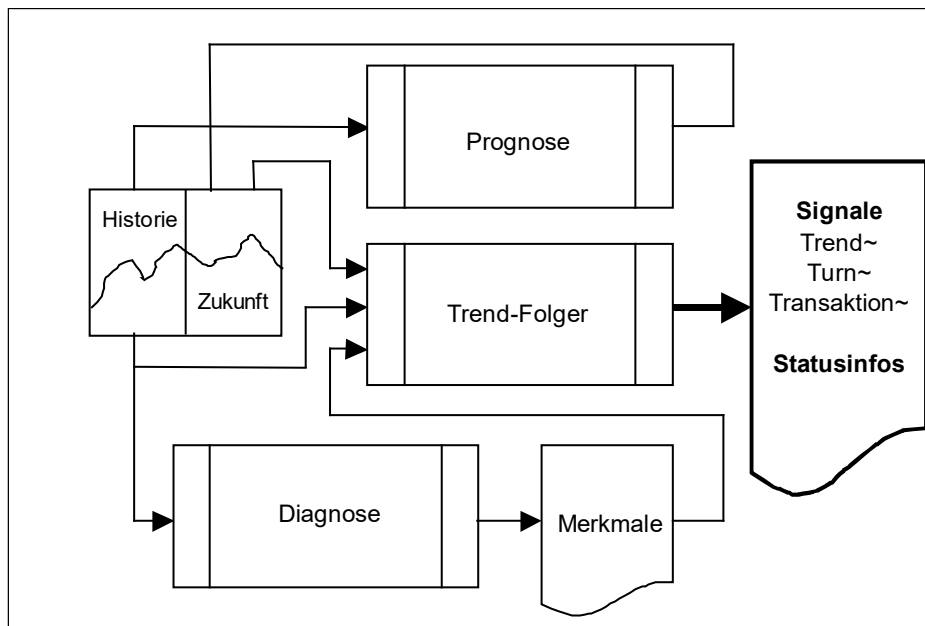 Prognose
Historie
Zukunft
Trend-Folger
Signale
Trend~
Turn~
Transaktion~
Statusinfos
Diagnose
Merkmale